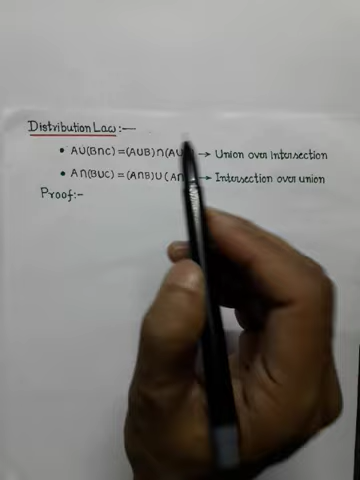 Distribution Law:—
• A∪(B∩C) = (A∪B)∩(A∪ → Union over intersection
• A∩(B∪C) = (A∩B)∪(A∩ → Intersection over union
Proof:-